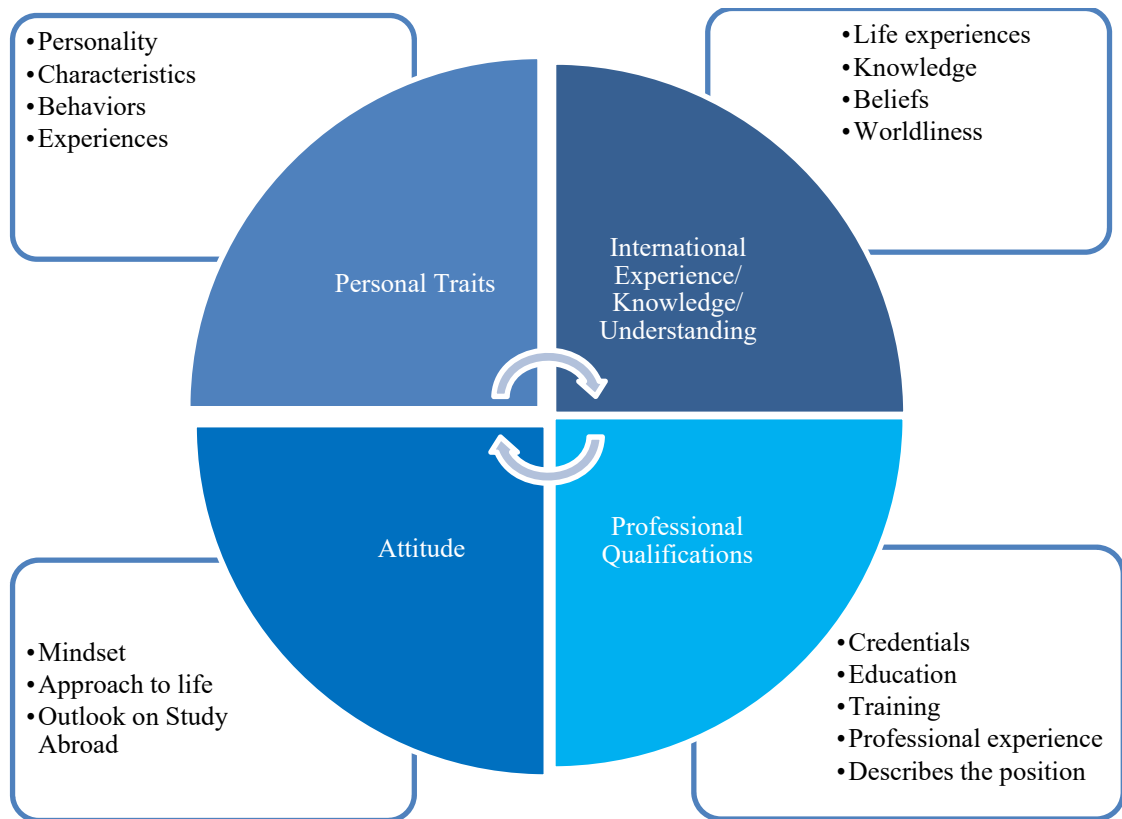 •Personality
•Characteristics
•Behaviors
•Experiences
•Life experiences
•Knowledge
•Beliefs
•Worldliness
Personal Traits
International
Experience/
Knowledge/
Understanding
Attitude
Professional
Qualifications
•Mindset
•Approach to life
•Outlook on Study
Abroad
•Credentials
•Education
•Training
•Professional experience
•Describes the position